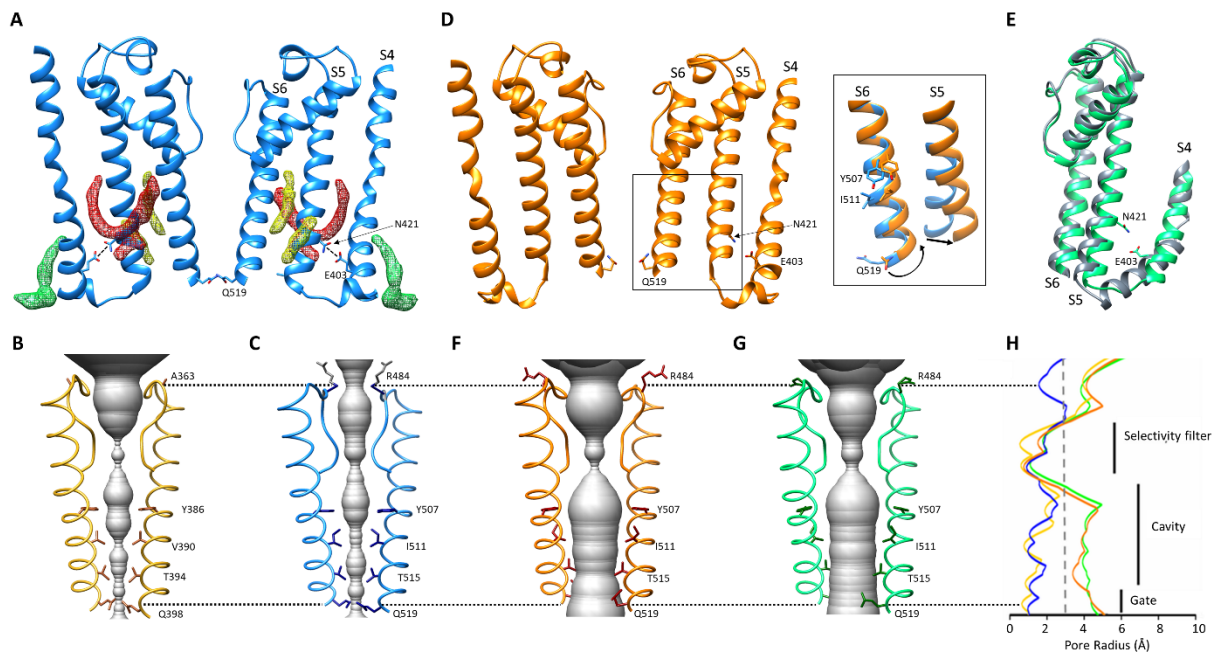 A
S6
S5
S4
N421
E403
Q519
D
S6
S5
S4
N421
E403
Q519
S6
S5
Y507
I511
Q519
E
S4
N421
E403
S6
S5
B
A363
Y386
V390
T394
Q398
C
R484
Y507
I511
T515
Q519
F
R484
Y507
I511
T515
Q519
G
R484
Y507
I511
T515
Q519
H
Selectivity filter
Cavity
Gate
0 2 4 6 8 10
Pore Radius (Å)